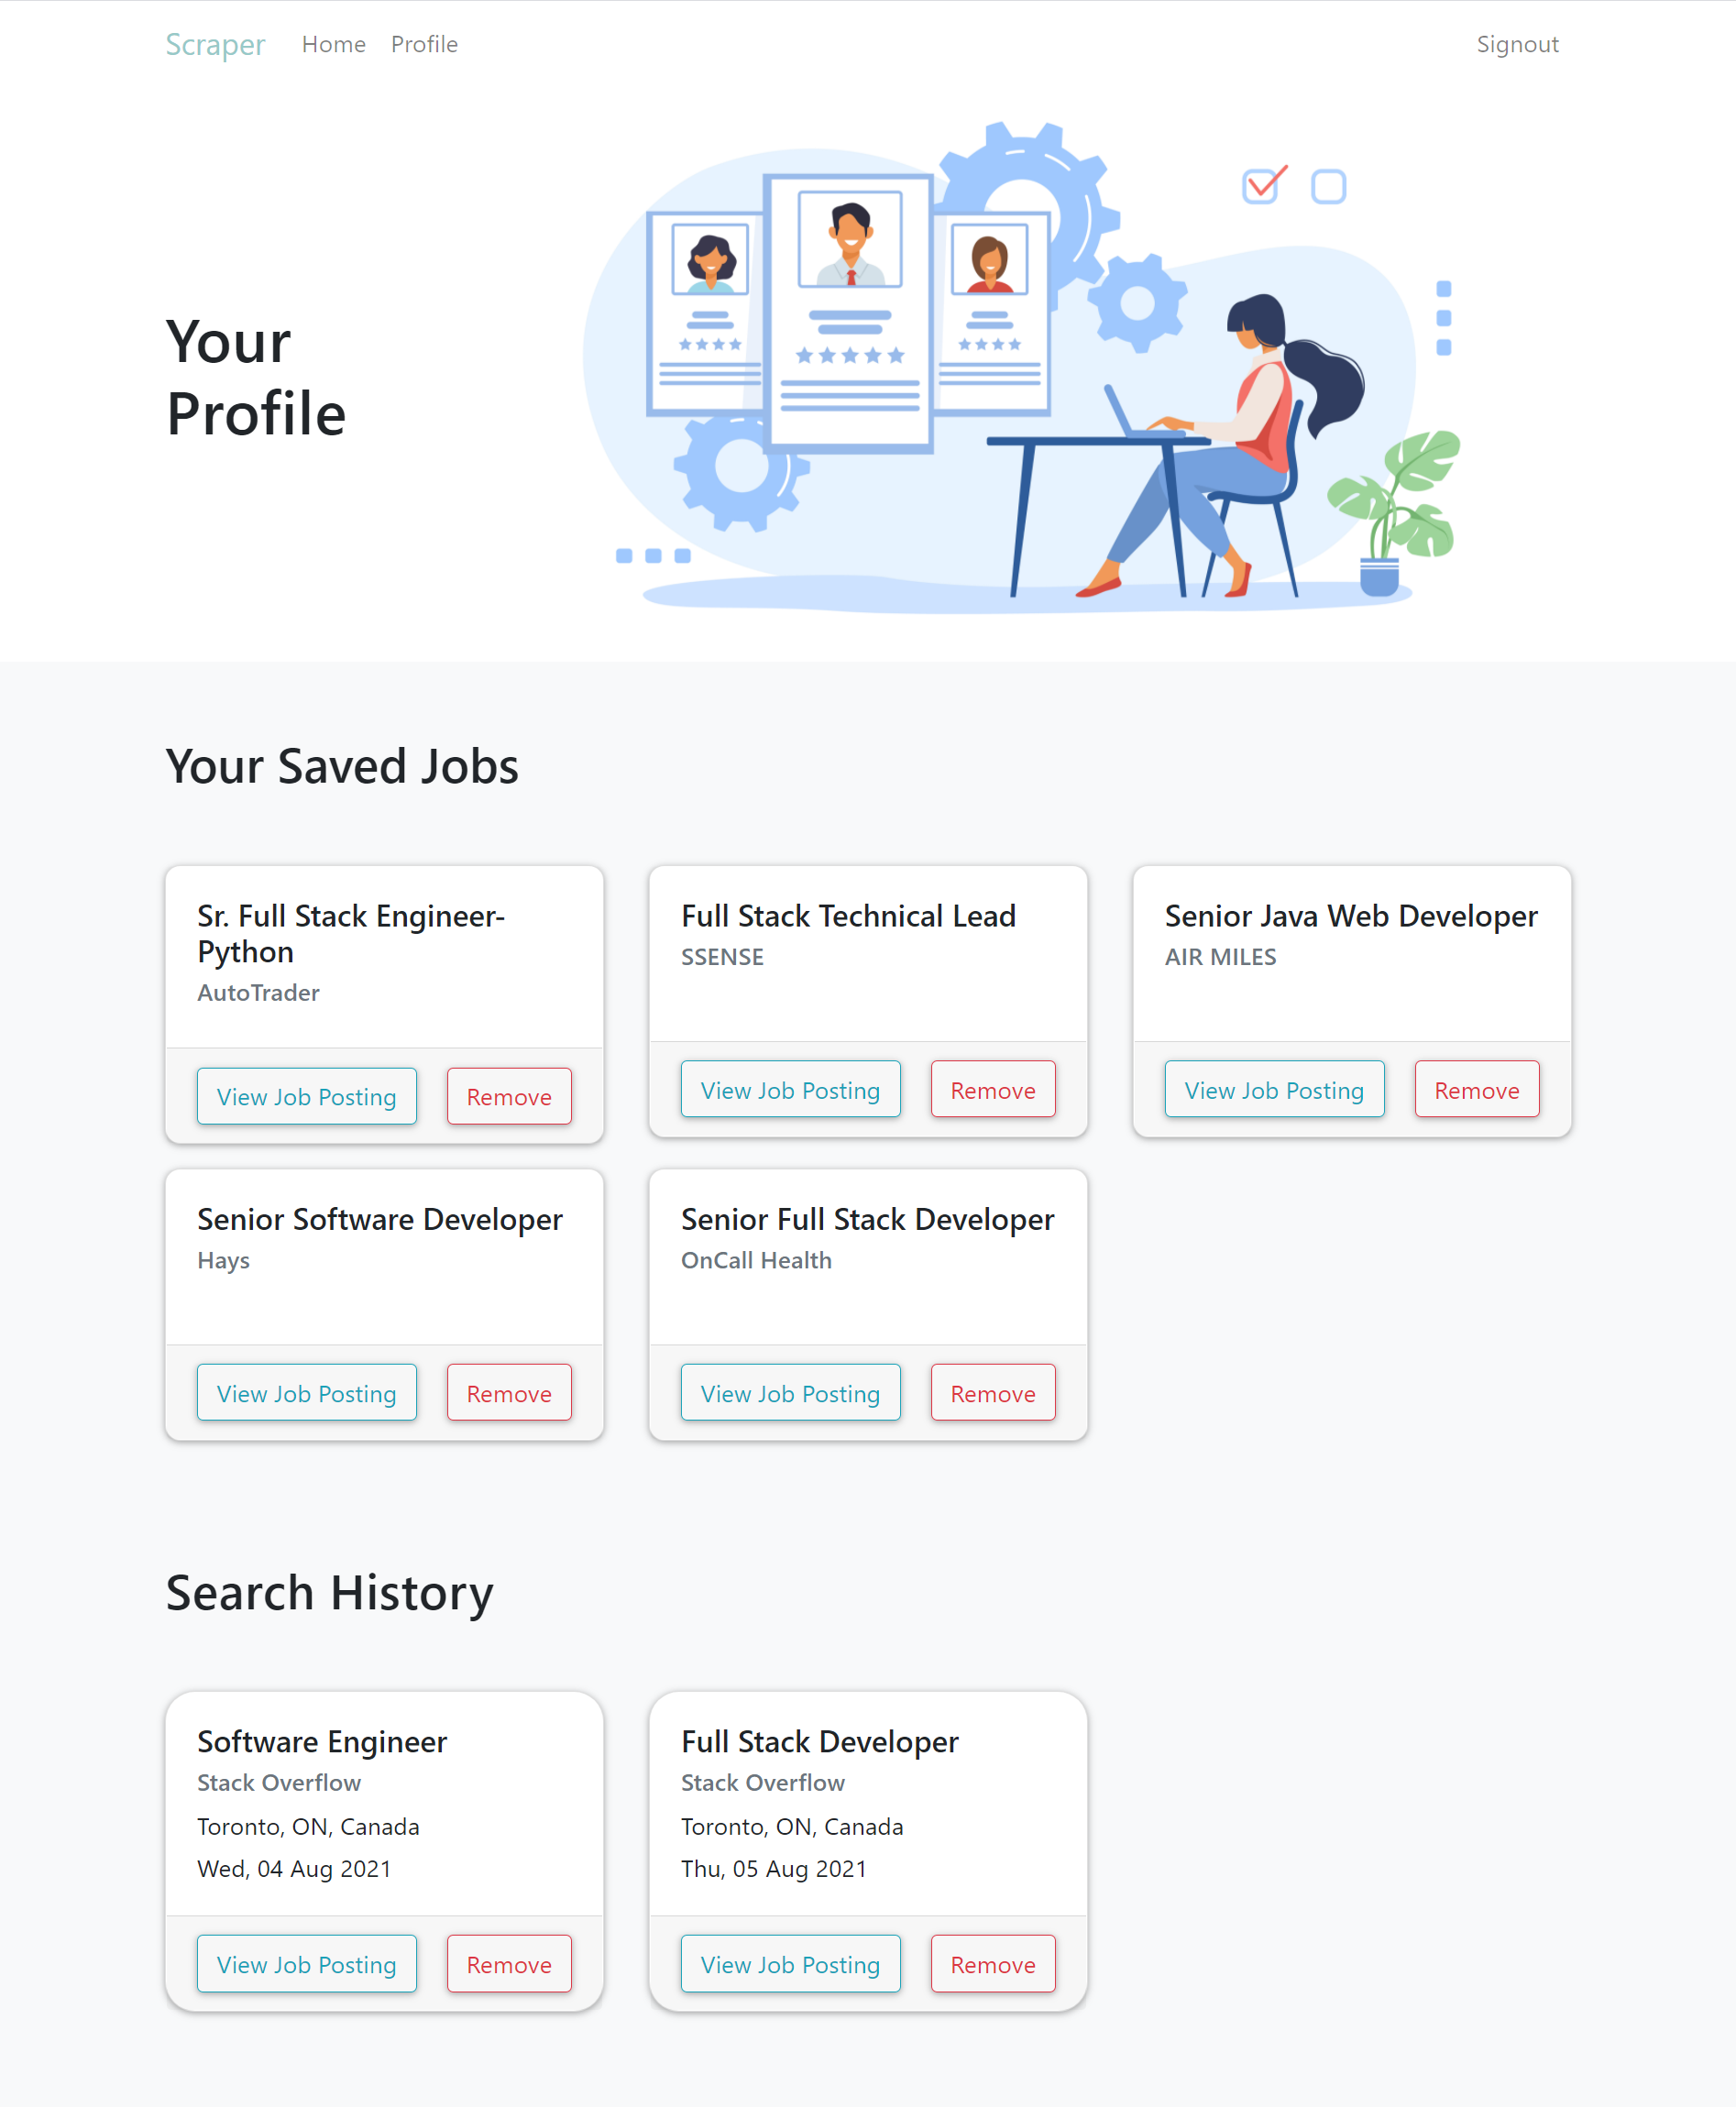 Scraper Home Profile Signout
Your
Profile
Your Saved Jobs
Sr. Full Stack Engineer-
Python
AutoTrader
View Job Posting Remove
Full Stack Technical Lead
SSENSE
View Job Posting Remove
Senior Java Web Developer
AIR MILES
View Job Posting Remove
Senior Software Developer
Hays
View Job Posting Remove
Senior Full Stack Developer
OnCall Health
View Job Posting Remove
Search History
Software Engineer
Stack Overflow
Toronto, ON, Canada
Wed, 04 Aug 2021
View Job Posting Remove
Full Stack Developer
Stack Overflow
Toronto, ON, Canada
Thu, 05 Aug 2021
View Job Posting Remove